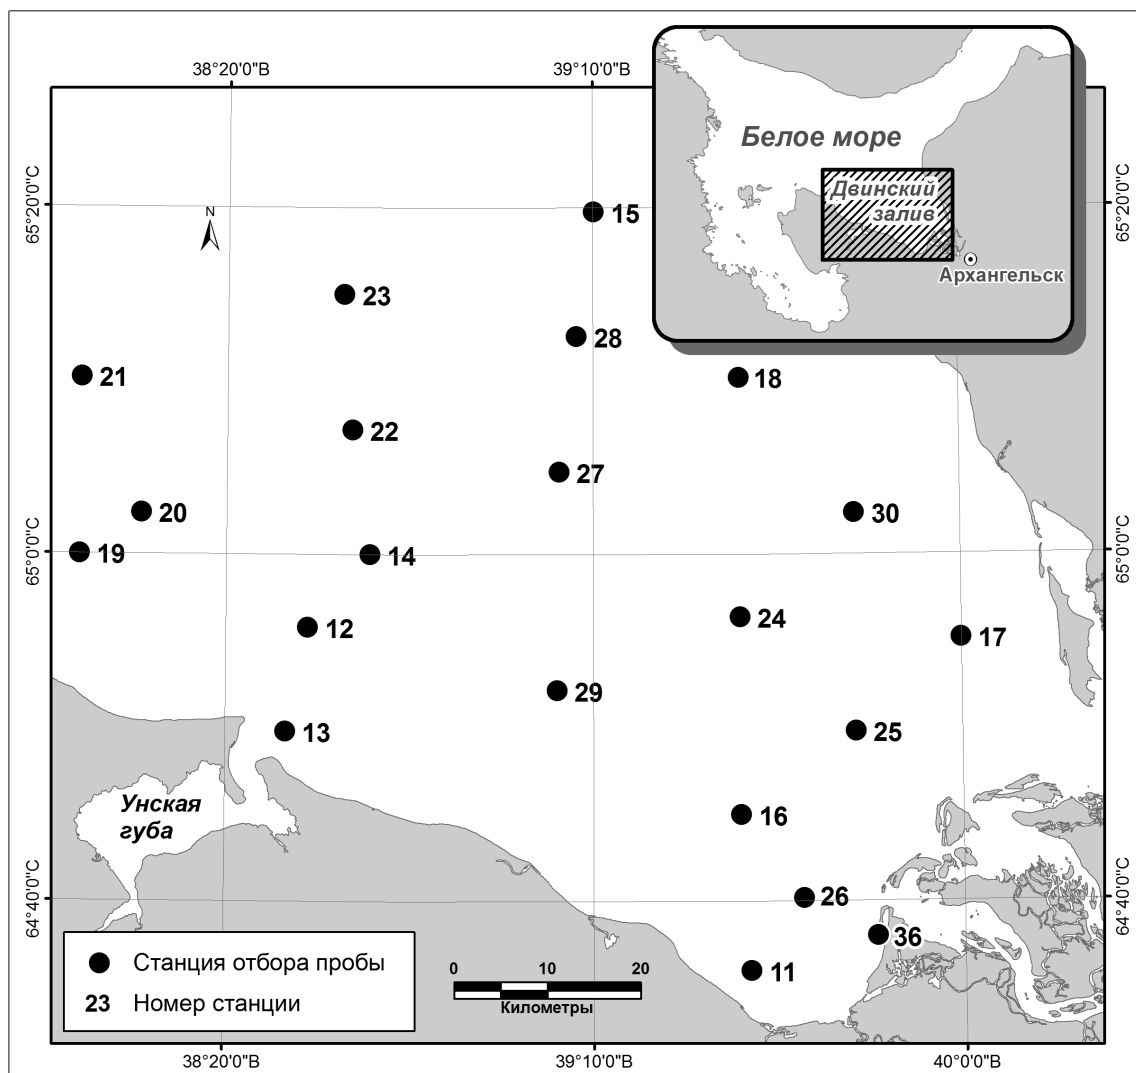 38°20'0"В
39°10'0"В
Белое море
Двинский
залив
Архангельск
65°20'0"С
65°20'0"С
N
15
23
28
21
18
22
27
20
30
65°0'0"С
65°0'0"С
19
14
24
12
17
29
13
25
Унская
губа
16
64°40'0"С
64°40'0"С
26
36
11
Станция отбора пробы
23 Номер станции
0 10 20
Километры
38°20'0"В
39°10'0"В
40°0'0"В